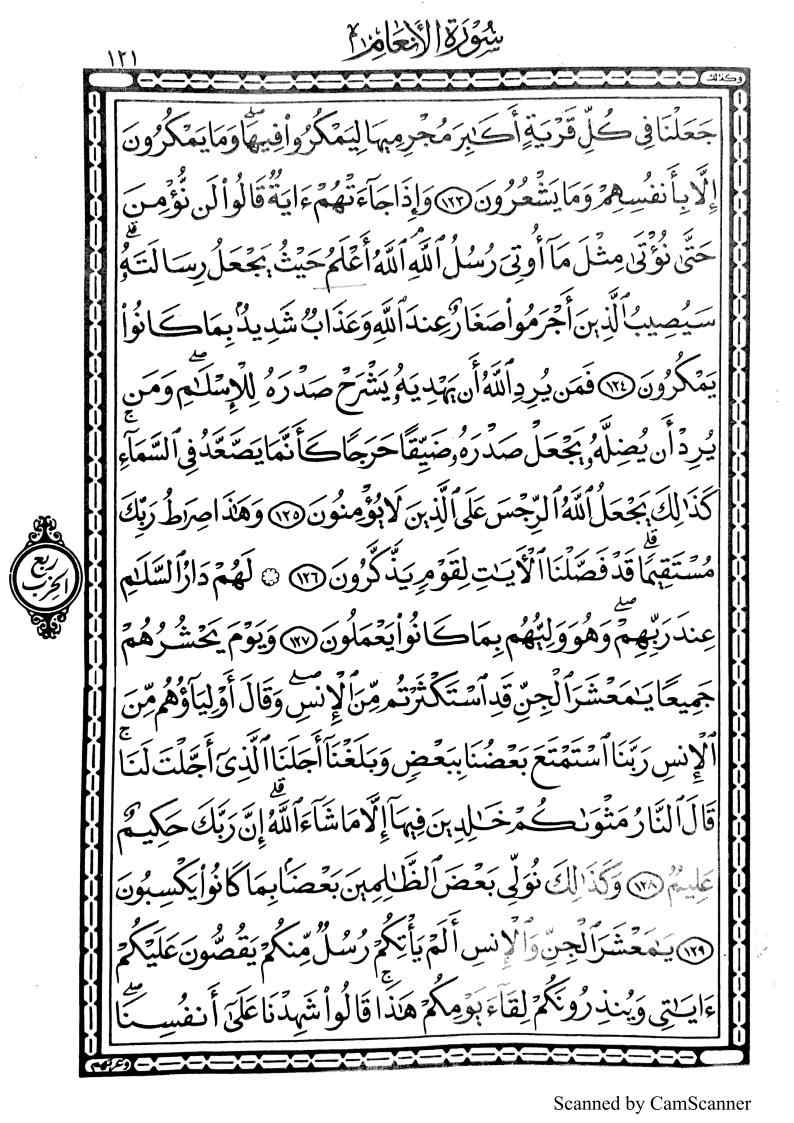 سُورَةُ الأَنعَامِ
١٢١
وكذلك
جَعَلْنَا فِى كُلِّ قَرْيَةٍ أَكَـٰبِرَ مُجْرِمِيهَا لِيَمْكُرُوا۟ فِيهَا ۖ وَمَا يَمْكُرُونَ
إِلَّا بِأَنفُسِهِمْ وَمَا يَشْعُرُونَ ١٢٣ وَإِذَا جَآءَتْهُمْ ءَايَةٌ قَالُوا۟ لَن نُّؤْمِنَ
حَتَّىٰ نُؤْتَىٰ مِثْلَ مَآ أُوتِىَ رُسُلُ ٱللَّهِ ۘ ٱللَّهُ أَعْلَمُ حَيْثُ يَجْعَلُ رِسَالَتَهُۥ ۗ
سَيُصِيبُ ٱلَّذِينَ أَجْرَمُوا۟ صَغَارٌ عِندَ ٱللَّهِ وَعَذَابٌ شَدِيدٌۢ بِمَا كَانُوا۟
يَمْكُرُونَ ١٢٤ فَمَن يُرِدِ ٱللَّهُ أَن يَهْدِيَهُۥ يَشْرَحْ صَدْرَهُۥ لِلْإِسْلَـٰمِ ۖ وَمَن
يُرِدْ أَن يُضِلَّهُۥ يَجْعَلْ صَدْرَهُۥ ضَيِّقًا حَرَجًا كَأَنَّمَا يَصَّعَّدُ فِى ٱلسَّمَآءِ ۚ
كَذَٰلِكَ يَجْعَلُ ٱللَّهُ ٱلرِّجْسَ عَلَى ٱلَّذِينَ لَا يُؤْمِنُونَ ١٢٥ وَهَـٰذَا صِرَٰطُ رَبِّكَ
مُسْتَقِيمًا ۗ قَدْ فَصَّلْنَا ٱلْـَٔايَـٰتِ لِقَوْمٍ يَذَّكَّرُونَ ١٢٦ ۞ لَهُمْ دَارُ ٱلسَّلَـٰمِ
عِندَ رَبِّهِمْ ۖ وَهُوَ وَلِيُّهُم بِمَا كَانُوا۟ يَعْمَلُونَ ١٢٧ وَيَوْمَ يَحْشُرُهُمْ
جَمِيعًا يَـٰمَعْشَرَ ٱلْجِنِّ قَدِ ٱسْتَكْثَرْتُم مِّنَ ٱلْإِنسِ ۖ وَقَالَ أَوْلِيَآؤُهُم مِّنَ
ٱلْإِنسِ رَبَّنَا ٱسْتَمْتَعَ بَعْضُنَا بِبَعْضٍ وَبَلَغْنَآ أَجَلَنَا ٱلَّذِىٓ أَجَّلْتَ لَنَا ۚ
قَالَ ٱلنَّارُ مَثْوَىٰكُمْ خَـٰلِدِينَ فِيهَآ إِلَّا مَا شَآءَ ٱللَّهُ ۗ إِنَّ رَبَّكَ حَكِيمٌ
عَلِيمٌ ١٢٨ وَكَذَٰلِكَ نُوَلِّى بَعْضَ ٱلظَّـٰلِمِينَ بَعْضًۢا بِمَا كَانُوا۟ يَكْسِبُونَ
١٢٩ يَـٰمَعْشَرَ ٱلْجِنِّ وَٱلْإِنسِ أَلَمْ يَأْتِكُمْ رُسُلٌ مِّنكُمْ يَقُصُّونَ عَلَيْكُمْ
ءَايَـٰتِى وَيُنذِرُونَكُمْ لِقَآءَ يَوْمِكُمْ هَـٰذَا ۚ قَالُوا۟ شَهِدْنَا عَلَىٰٓ أَنفُسِنَا ۖ
وغرتهم
ربع
الحزب
Scanned by CamScanner